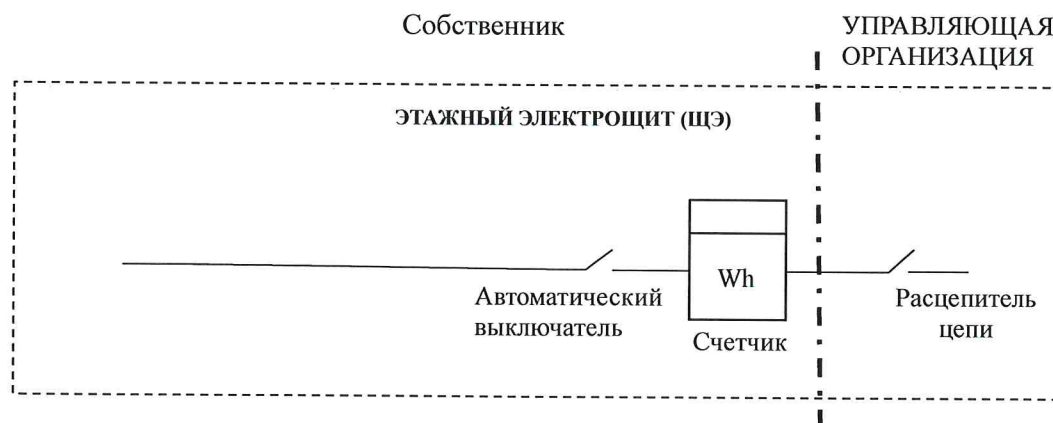 Собственник
УПРАВЛЯЮЩАЯ
ОРГАНИЗАЦИЯ
ЭТАЖНЫЙ ЭЛЕКТРОЩИТ (ЩЭ)
Wh
Автоматический
выключатель
Счетчик
Расцепитель
цепи